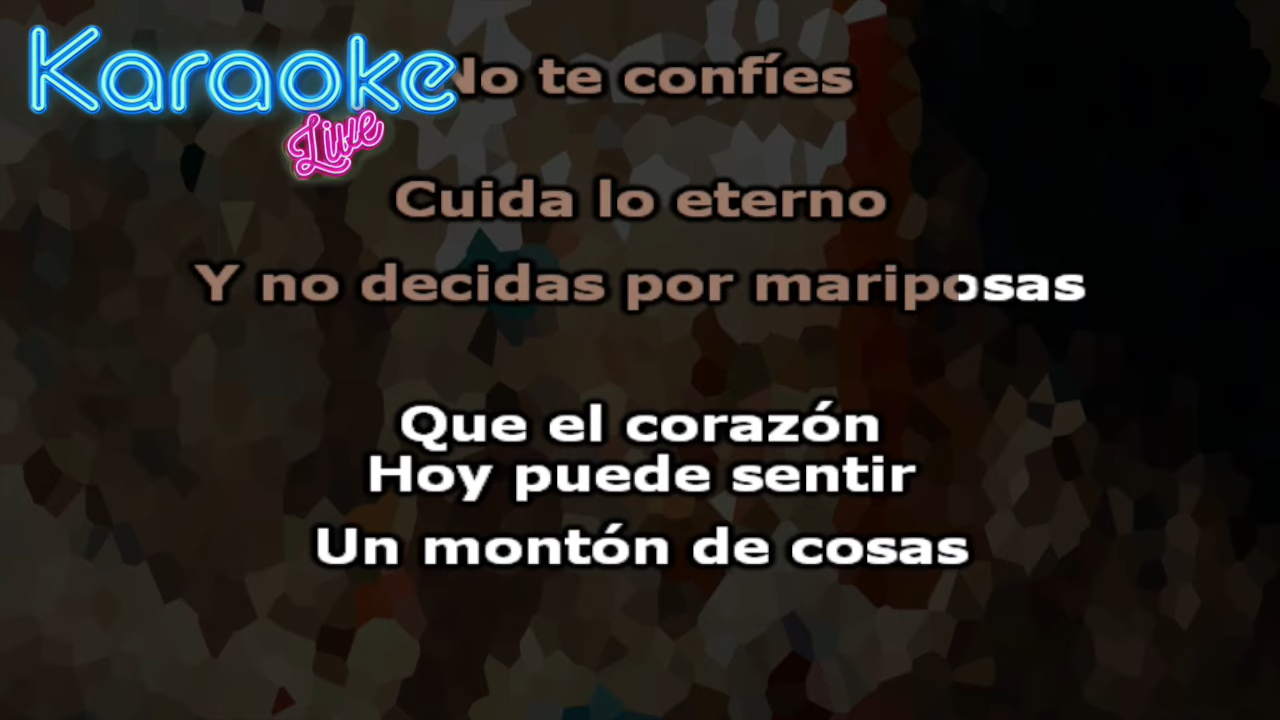 Karaoke
Live
No te confíes
Cuida lo eterno
Y no decidas por mariposas
Que el corazón
Hoy puede sentir
Un montón de cosas